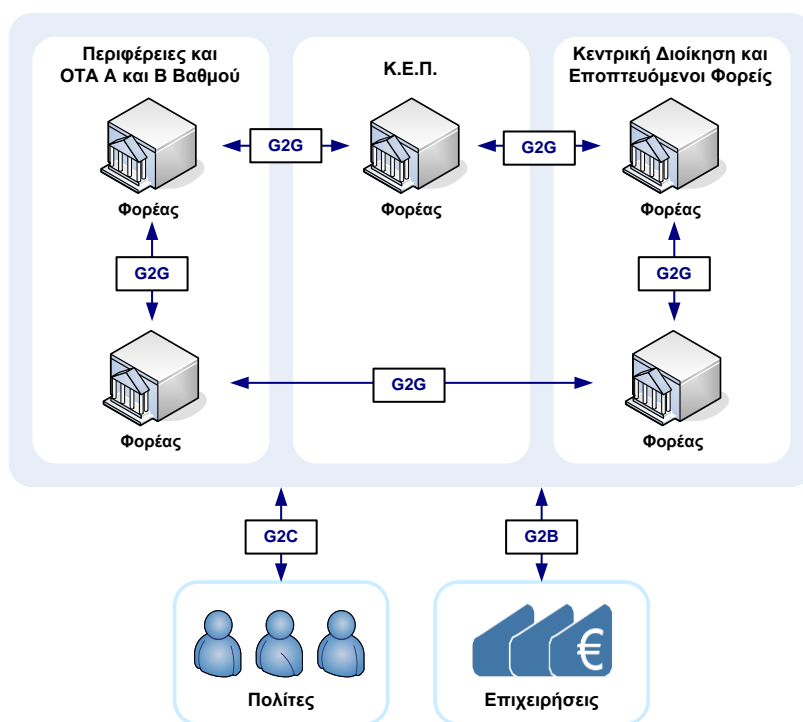 Περιφέρειες και
ΟΤΑ Α και Β Βαθμού
Κ.Ε.Π.
Κεντρική Διοίκηση και
Εποπτευόμενοι Φορείς
G2G
G2G
Φορέας
Φορέας
Φορέας
G2G
G2G
G2G
Φορέας
Φορέας
G2C
G2B
€
Πολίτες
Επιχειρήσεις